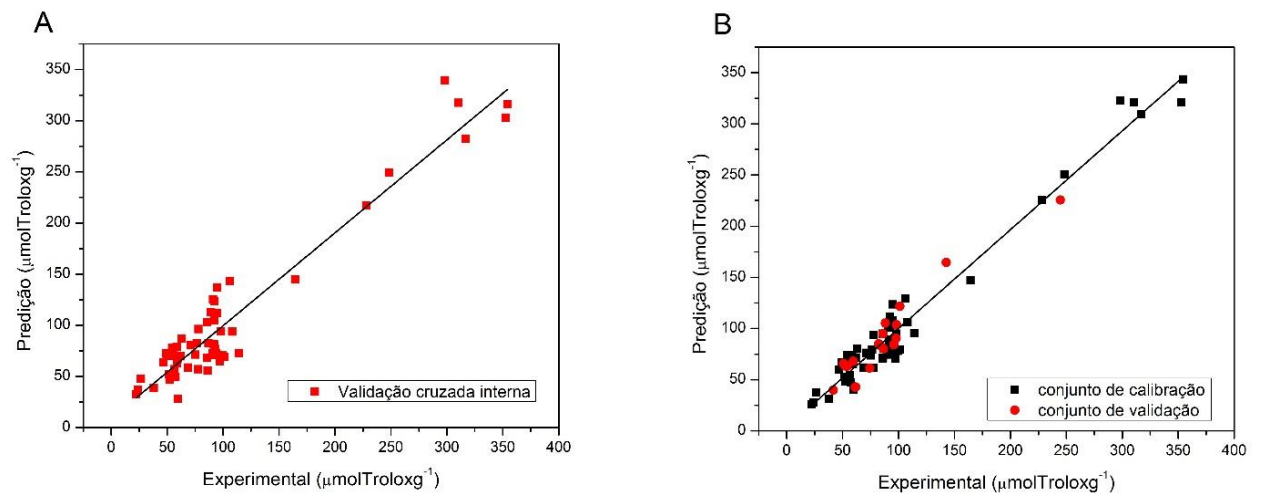 A
350
300
250
200
150
100
50
0
0 50 100 150 200 250 300 350 400
Predição (μmolTroloxg⁻¹)
Experimental (μmolTroloxg⁻¹)
Validação cruzada interna
B
350
300
250
200
150
100
50
0
0 50 100 150 200 250 300 350 400
Predição (μmolTroloxg⁻¹)
Experimental (μmolTroloxg⁻¹)
conjunto de calibração
conjunto de validação